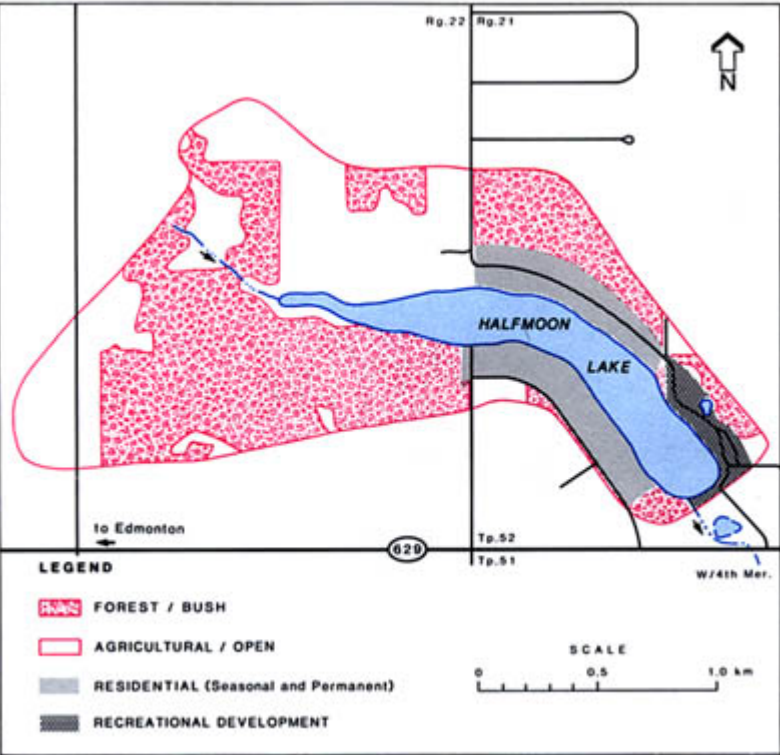 Rg.22 Rg.21
N
HALFMOON
LAKE
to Edmonton
629
Tp.52
Tp.51
W/4th Mer.
LEGEND
FOREST / BUSH
AGRICULTURAL / OPEN
RESIDENTIAL (Seasonal and Permanent)
RECREATIONAL DEVELOPMENT
SCALE
0 0.5 1.0 km